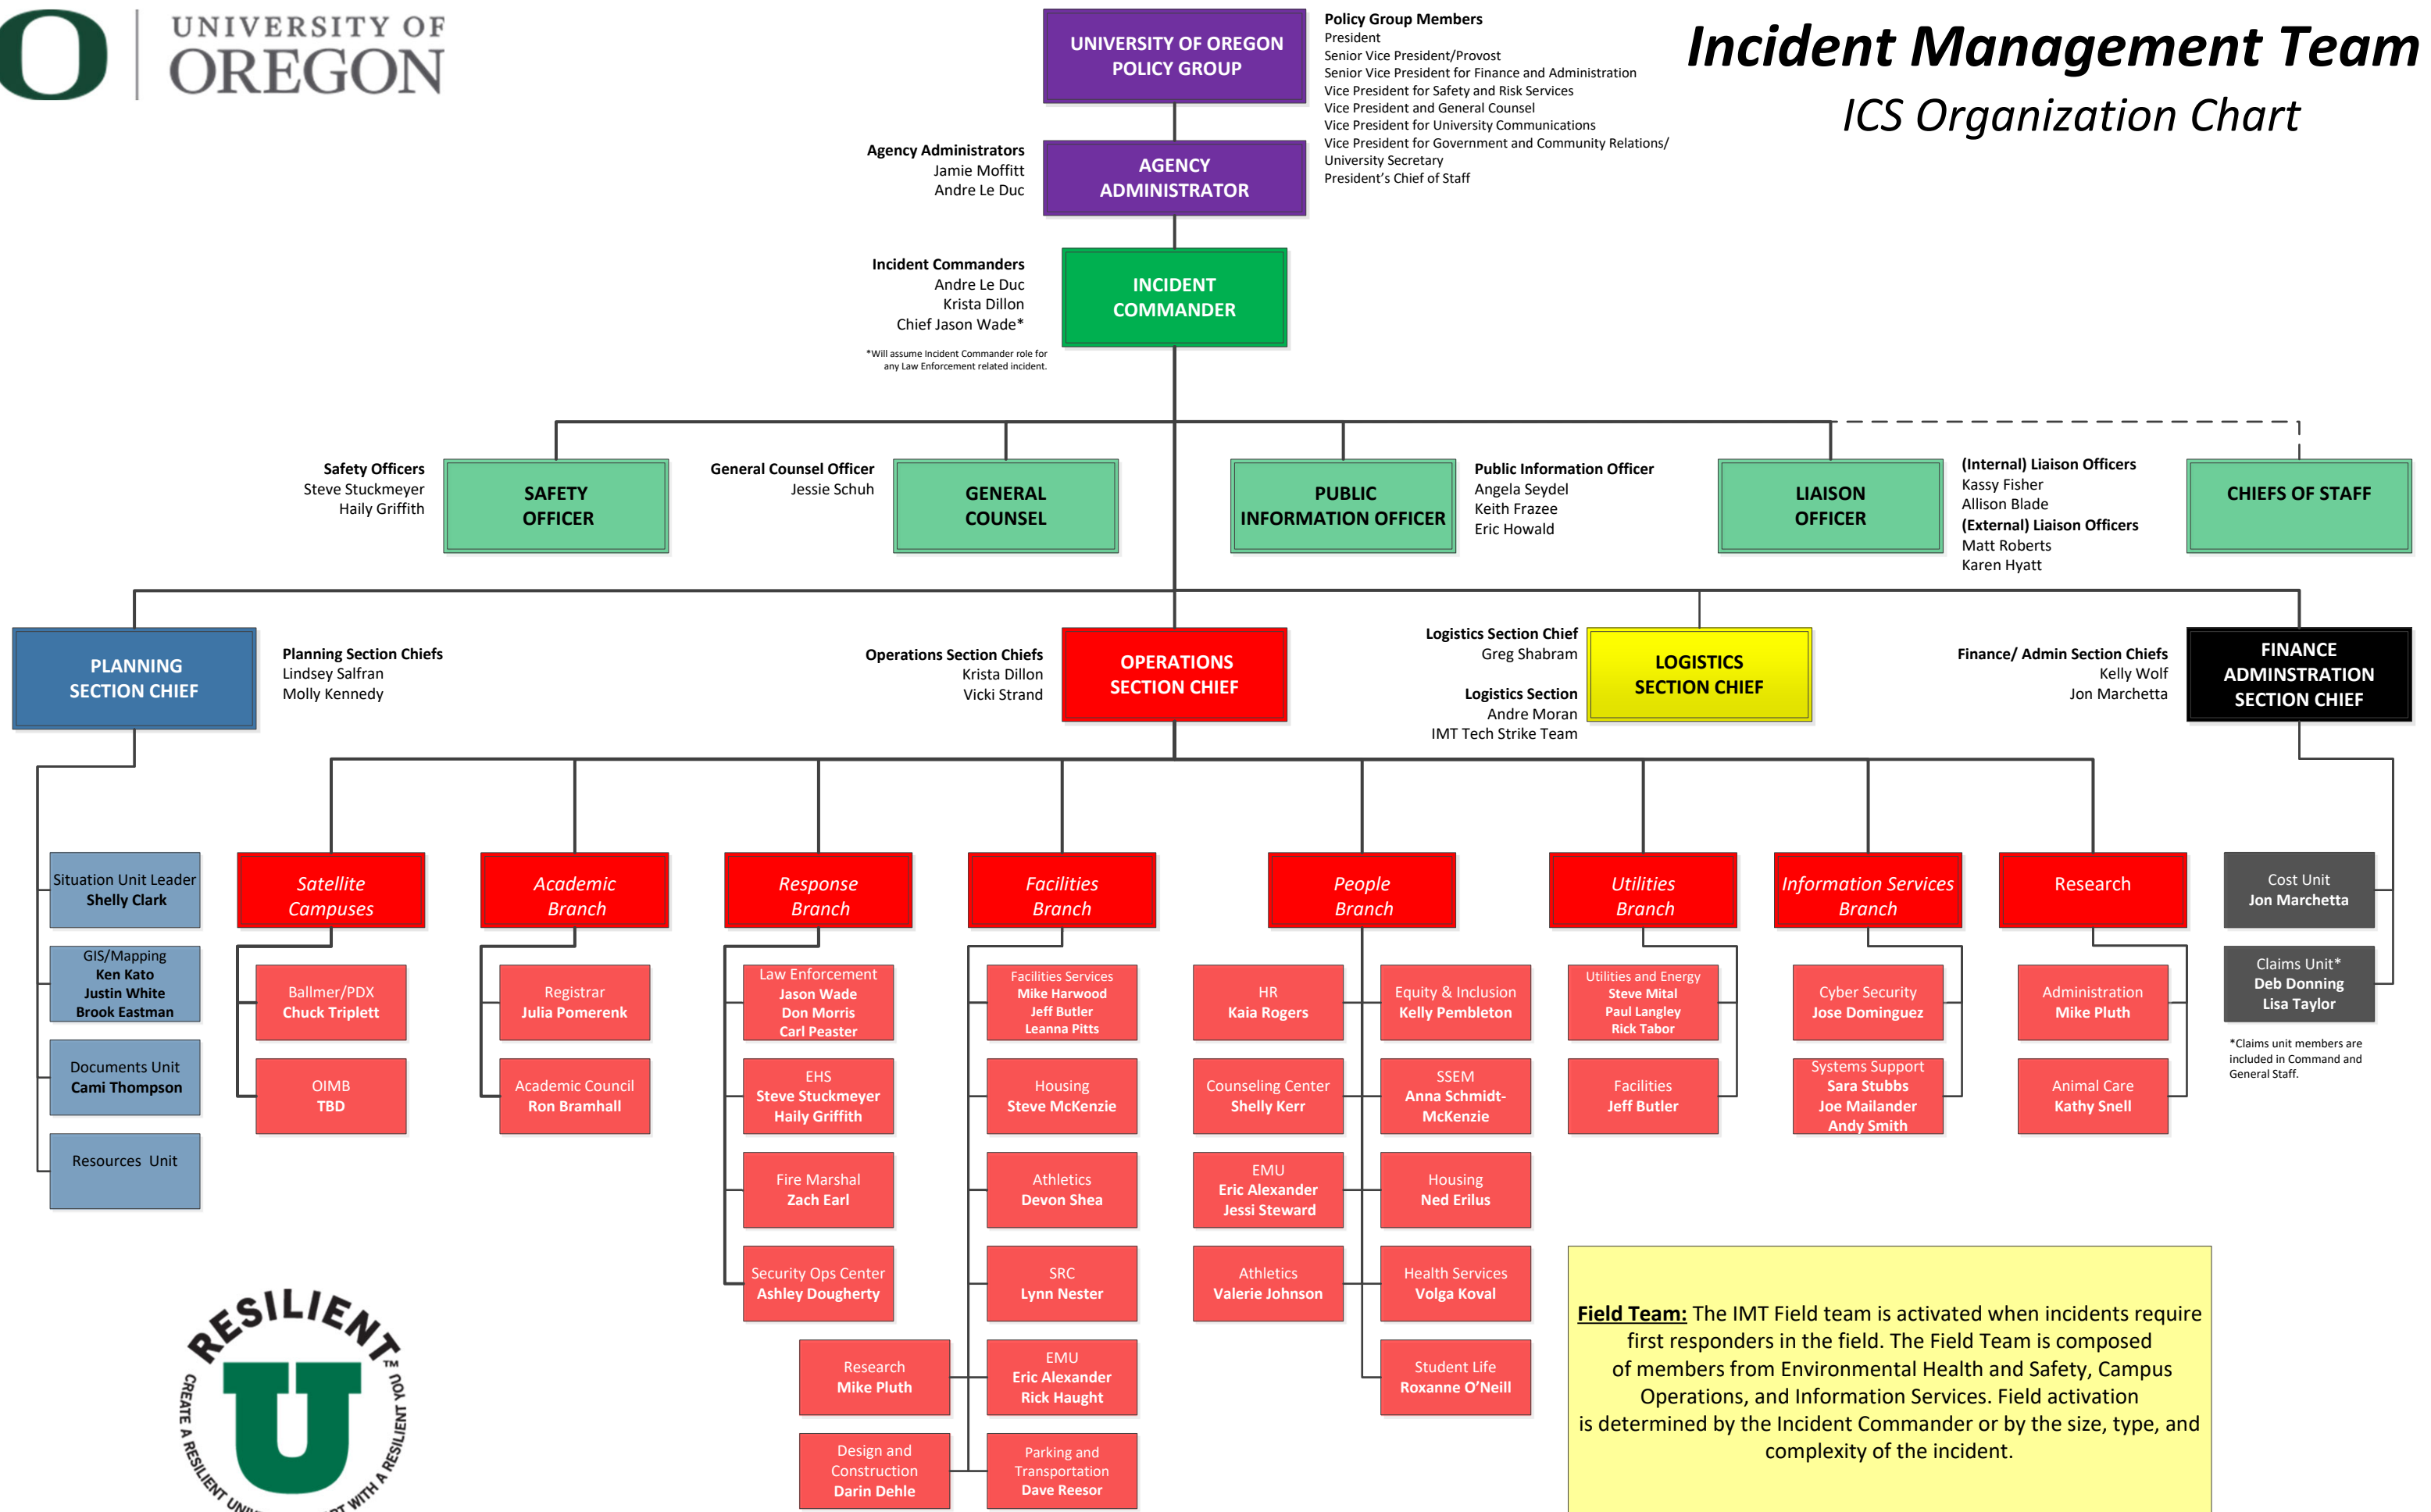 UNIVERSITY OF
OREGON
Incident Management Team
ICS Organization Chart
UNIVERSITY OF OREGON
POLICY GROUP
Policy Group Members
President
Senior Vice President/Provost
Senior Vice President for Finance and Administration
Vice President for Safety and Risk Services
Vice President and General Counsel
Vice President for University Communications
Vice President for Government and Community Relations/
University Secretary
President’s Chief of Staff
Agency Administrators
Jamie Moffitt
Andre Le Duc
AGENCY
ADMINISTRATOR
Incident Commanders
Andre Le Duc
Krista Dillon
Chief Jason Wade*
*Will assume Incident Commander role for
any Law Enforcement related incident.
INCIDENT
COMMANDER
Safety Officers
Steve Stuckmeyer
Haily Griffith
SAFETY
OFFICER
General Counsel Officer
Jessie Schuh
GENERAL
COUNSEL
PUBLIC
INFORMATION OFFICER
Public Information Officer
Angela Seydel
Keith Frazee
Eric Howald
LIAISON
OFFICER
(Internal) Liaison Officers
Kassy Fisher
Allison Blade
(External) Liaison Officers
Matt Roberts
Karen Hyatt
CHIEFS OF STAFF
PLANNING
SECTION CHIEF
Planning Section Chiefs
Lindsey Salfran
Molly Kennedy
Operations Section Chiefs
Krista Dillon
Vicki Strand
OPERATIONS
SECTION CHIEF
Logistics Section Chief
Greg Shabram
Logistics Section
Andre Moran
IMT Tech Strike Team
LOGISTICS
SECTION CHIEF
Finance/ Admin Section Chiefs
Kelly Wolf
Jon Marchetta
FINANCE
ADMINSTRATION
SECTION CHIEF
Situation Unit Leader
Shelly Clark
GIS/Mapping
Ken Kato
Justin White
Brook Eastman
Documents Unit
Cami Thompson
Resources Unit
Satellite
Campuses
Ballmer/PDX
Chuck Triplett
OIMB
TBD
Academic
Branch
Registrar
Julia Pomerenk
Academic Council
Ron Bramhall
Response
Branch
Law Enforcement
Jason Wade
Don Morris
Carl Peaster
EHS
Steve Stuckmeyer
Haily Griffith
Fire Marshal
Zach Earl
Security Ops Center
Ashley Dougherty
Facilities
Branch
Facilities Services
Mike Harwood
Jeff Butler
Leanna Pitts
Housing
Steve McKenzie
Athletics
Devon Shea
SRC
Lynn Nester
Research
Mike Pluth
EMU
Eric Alexander
Rick Haught
Design and
Construction
Darin Dehle
Parking and
Transportation
Dave Reesor
People
Branch
HR
Kaia Rogers
Equity & Inclusion
Kelly Pembleton
Counseling Center
Shelly Kerr
SSEM
Anna Schmidt-
McKenzie
EMU
Eric Alexander
Jessi Steward
Housing
Ned Erilus
Athletics
Valerie Johnson
Health Services
Volga Koval
Student Life
Roxanne O’Neill
Utilities
Branch
Utilities and Energy
Steve Mital
Paul Langley
Rick Tabor
Facilities
Jeff Butler
Information Services
Branch
Cyber Security
Jose Dominguez
Systems Support
Sara Stubbs
Joe Mailander
Andy Smith
Research
Administration
Mike Pluth
Animal Care
Kathy Snell
Cost Unit
Jon Marchetta
Claims Unit*
Deb Donning
Lisa Taylor
*Claims unit members are
included in Command and
General Staff.
Field Team: The IMT Field team is activated when incidents require
first responders in the field. The Field Team is composed
of members from Environmental Health and Safety, Campus
Operations, and Information Services. Field activation
is determined by the Incident Commander or by the size, type, and
complexity of the incident.
RESILIENT™
U
CREATE A RESILIENT
WITH A RESILIENT YOU